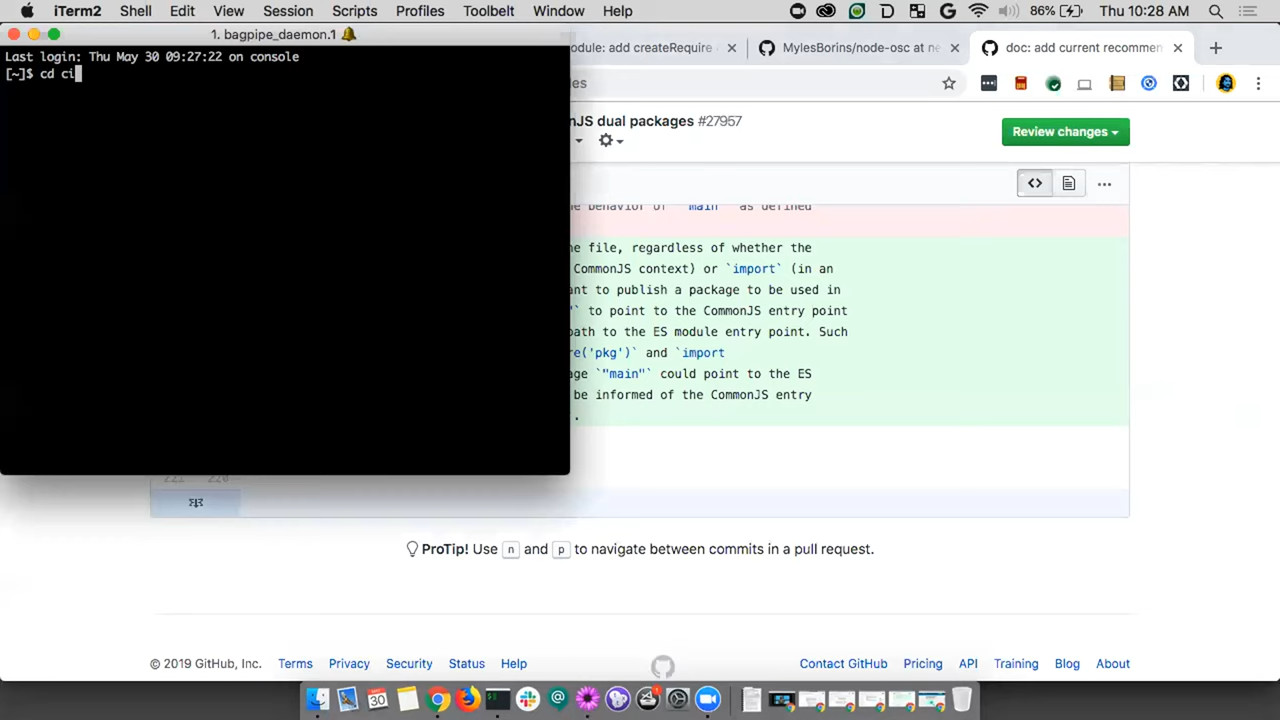 iTerm2 Shell Edit View Session Scripts Profiles Toolbelt Window Help 86% Thu 10:28 AM
1. bagpipe_daemon.1
odule: add createRequire
MylesBorins/node-osc at ne
doc: add current recommen
Last login: Thu May 30 09:27:22 on console
[~]$ cd ci
es
nJS dual packages #27957
Review changes
he behavior of `main` as defined
he file, regardless of whether the
CommonJS context) or `import` (in an
ant to publish a package to be used in
"` to point to the CommonJS entry point
path to the ES module entry point. Such
re('pkg')` and `import
age `"main"` could point to the ES
be informed of the CommonJS entry
.
221 220
ProTip! Use n and p to navigate between commits in a pull request.
© 2019 GitHub, Inc. Terms Privacy Security Status Help Contact GitHub Pricing API Training Blog About
30